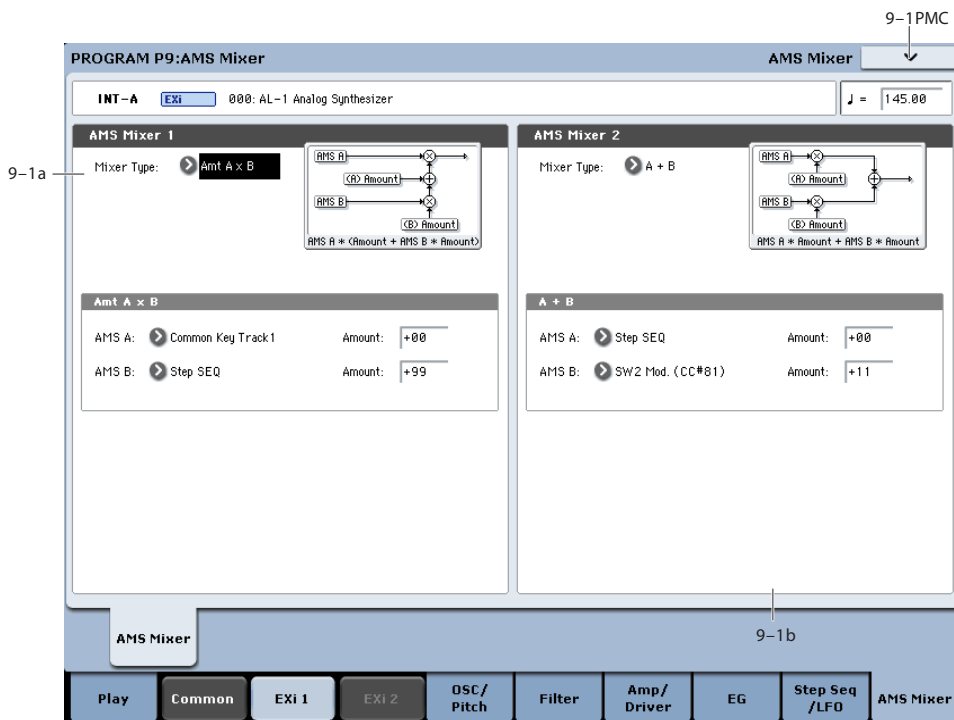 9–1PMC
PROGRAM P9:AMS Mixer
AMS Mixer
INT-A EXi 000: AL-1 Analog Synthesizer
♩ = 145.00
AMS Mixer 1
9–1a
Mixer Type: Amt A x B
AMS A
(A) Amount
AMS B
(B) Amount
AMS A * (Amount + AMS B * Amount)
Amt A x B
AMS A: Common Key Track1 Amount: +00
AMS B: Step SEQ Amount: +99
AMS Mixer 2
Mixer Type: A + B
AMS A
(A) Amount
AMS B
(B) Amount
AMS A * Amount + AMS B * Amount
A + B
AMS A: Step SEQ Amount: +00
AMS B: SW2 Mod. (CC#81) Amount: +11
9–1b
AMS Mixer
Play
Common
EXi 1
EXi 2
OSC/
Pitch
Filter
Amp/
Driver
EG
Step Seq
/LFO
AMS Mixer